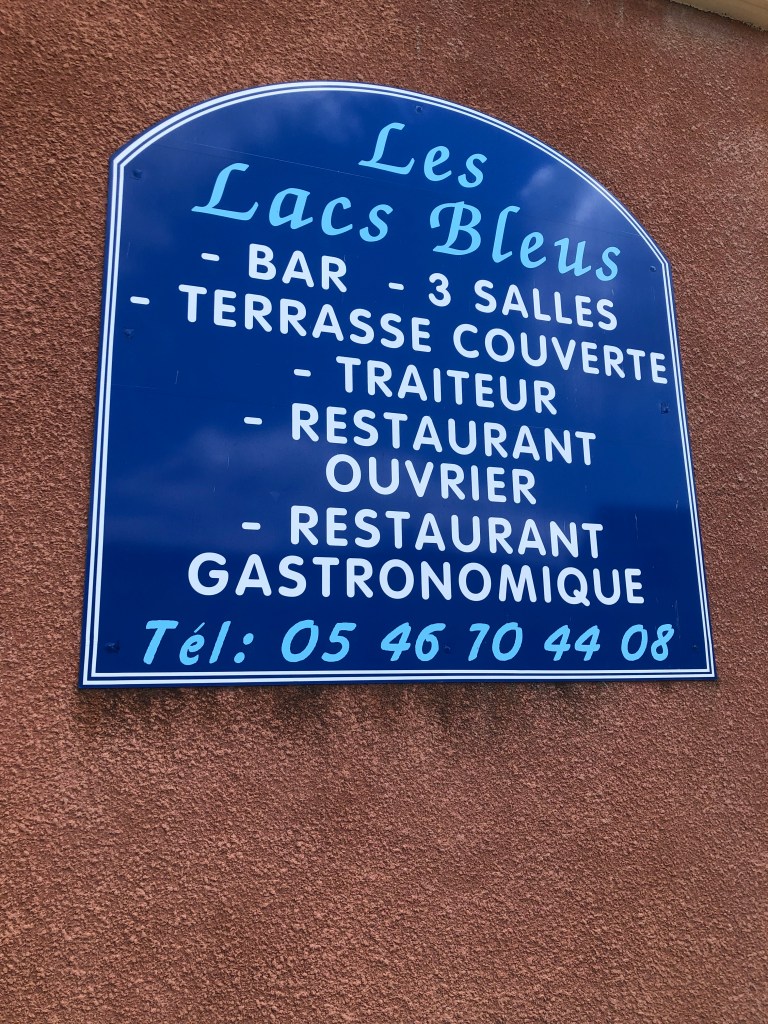 Les
Lacs Bleus
- BAR - 3 SALLES
- TERRASSE COUVERTE
- TRAITEUR
- RESTAURANT
OUVRIER
- RESTAURANT
GASTRONOMIQUE
Tél: 05 46 70 44 08